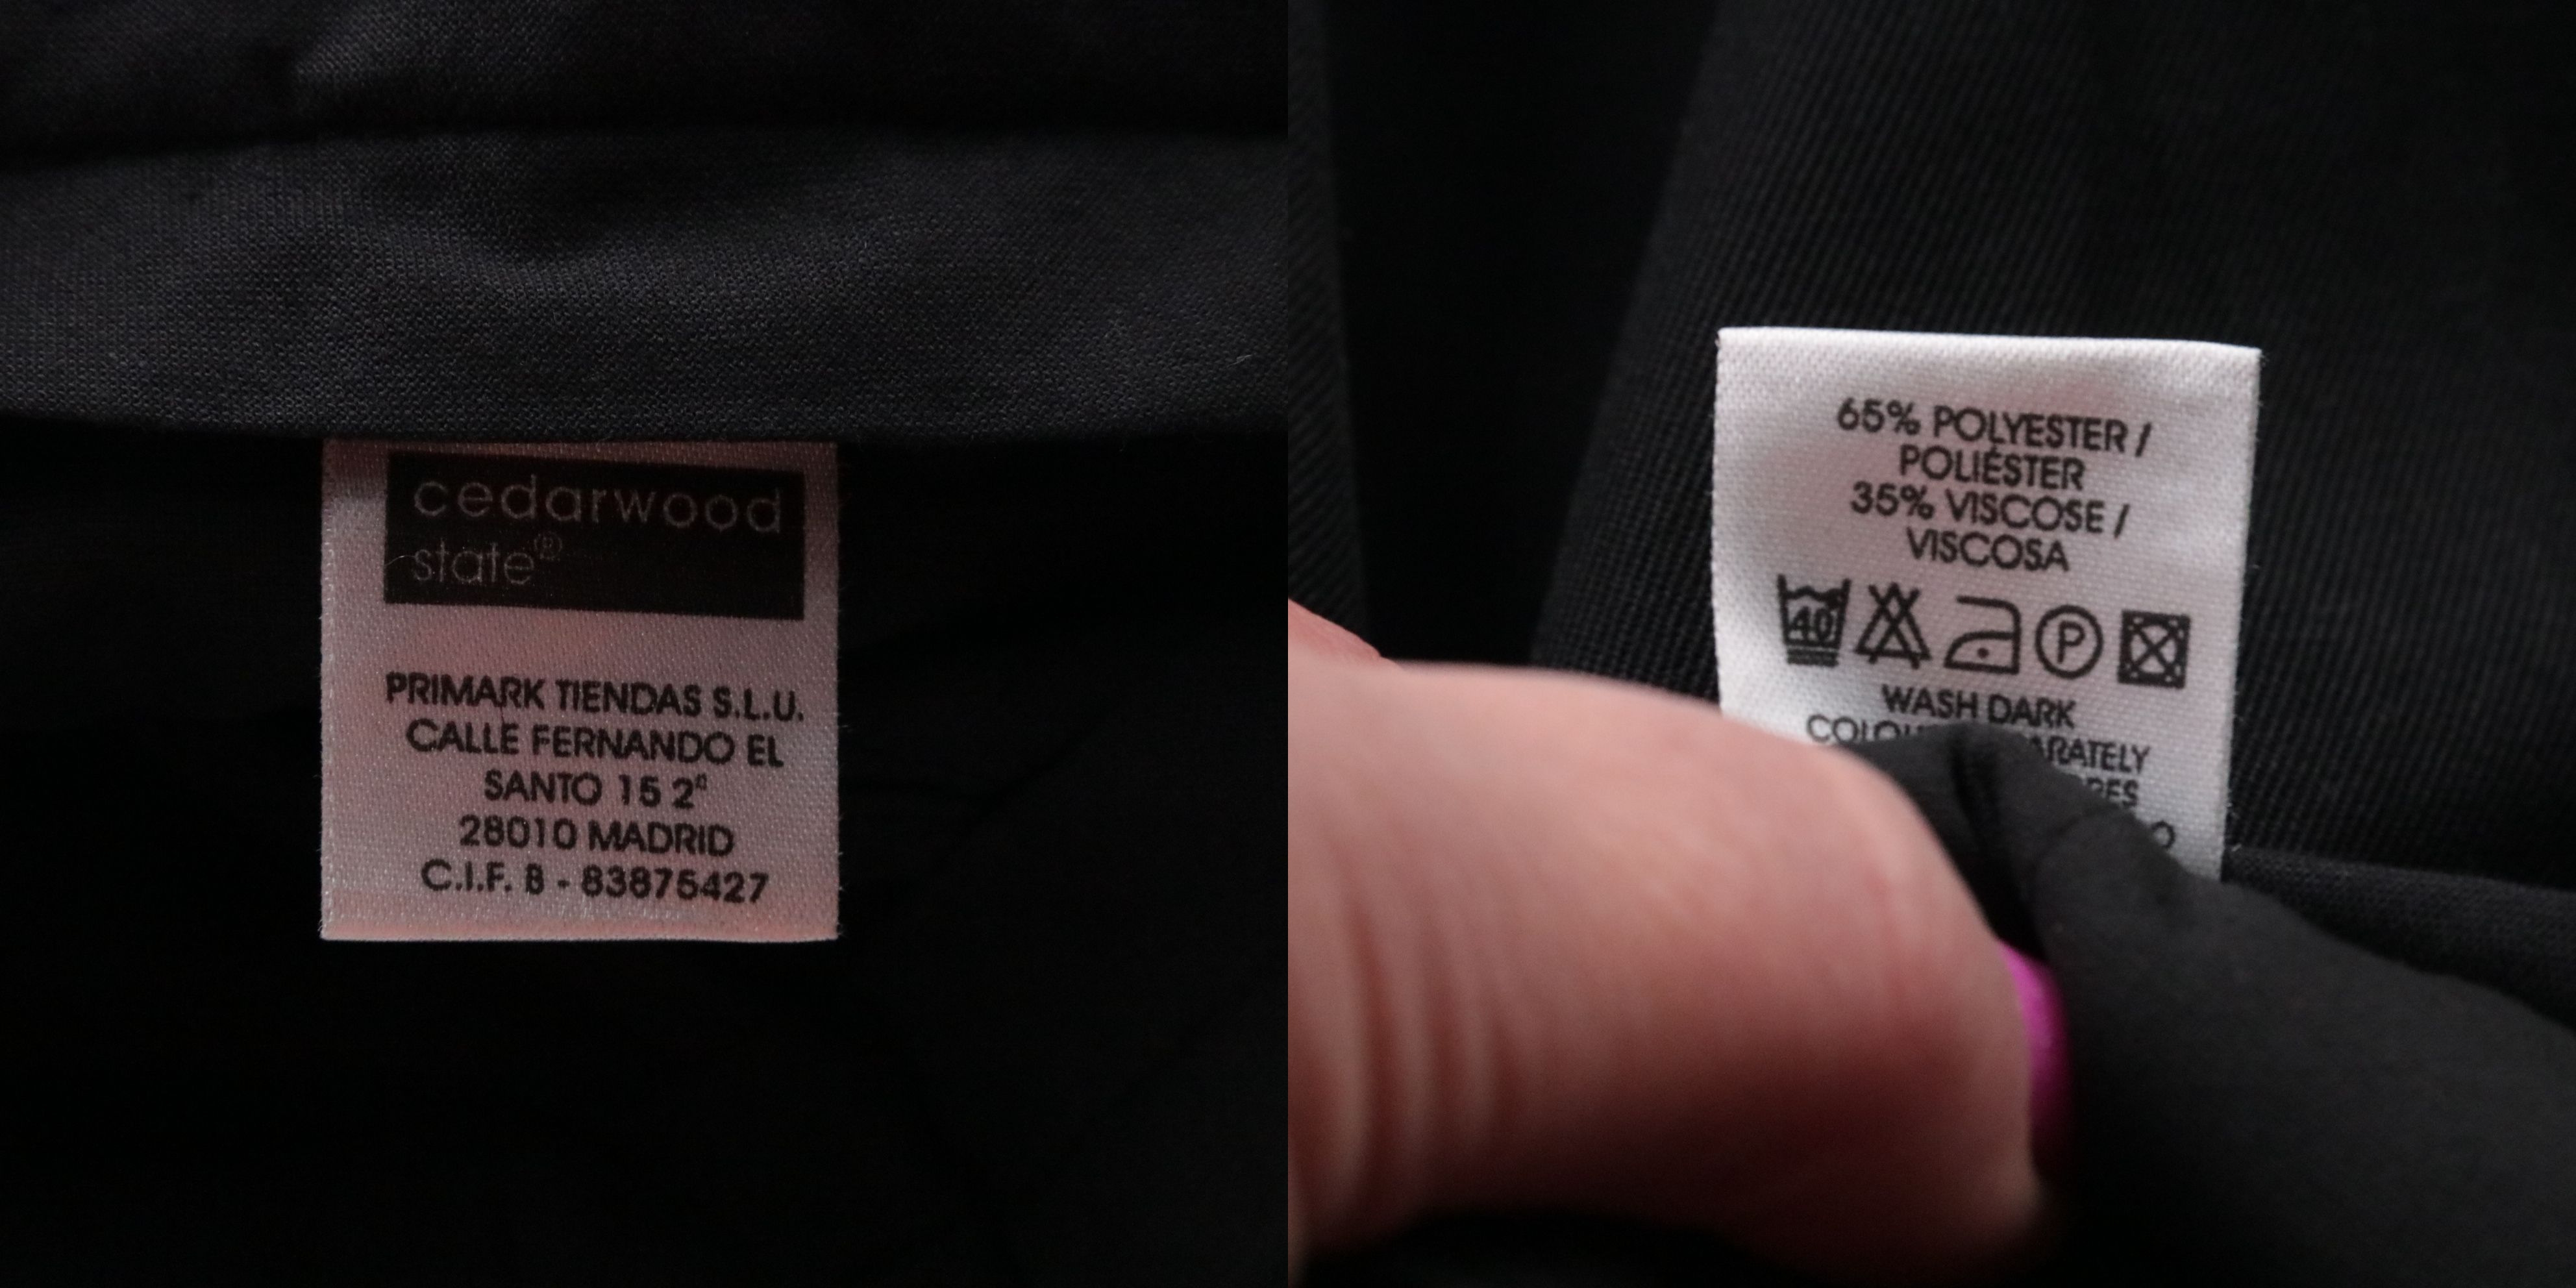 cedarwood
state®
PRIMARK TIENDAS S.L.U.
CALLE FERNANDO EL
SANTO 15 2ª
28010 MADRID
C.I.F. B - 83875427
65% POLYESTER /
POLIÉSTER
35% VISCOSE /
VISCOSA
40
P
WASH DARK